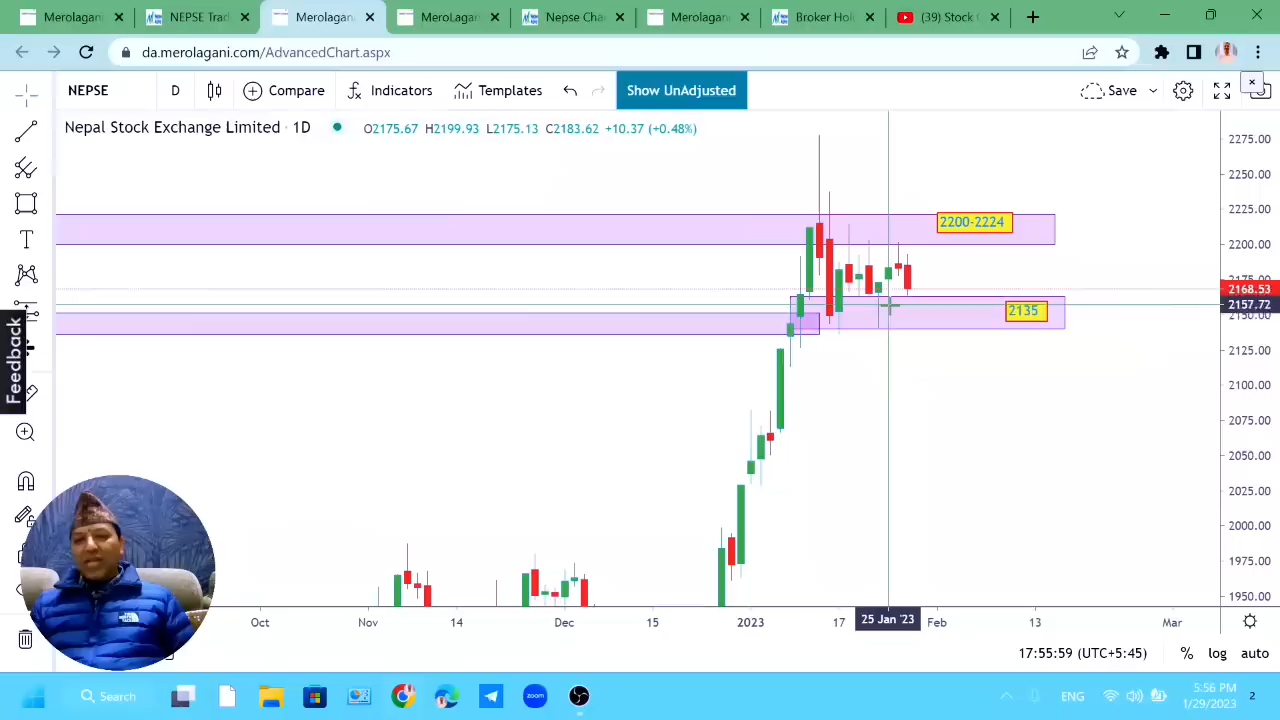 Merolagani
NEPSE Trad
Merolagani
MeroLagani
Nepse Cha
Merolagani
Broker Hol
(39) Stock
da.merolagani.com/AdvancedChart.aspx
NEPSE D Compare Indicators Templates Show UnAdjusted Save
Nepal Stock Exchange Limited · 1D O2175.67 H2199.93 L2175.13 C2183.62 +10.37 (+0.48%)
2275.00
2250.00
2225.00
2200-2224
2200.00
2168.53
2157.72
2135
2125.00
2100.00
2075.00
2050.00
2025.00
2000.00
1975.00
1950.00
Feedback
Oct Nov 14 Dec 15 2023 17 25 Jan '23 Feb 13 Mar
17:55:59 (UTC+5:45) % log auto
Search
zoom
ENG
5:56 PM
1/29/2023
2
THE NORTH FACE